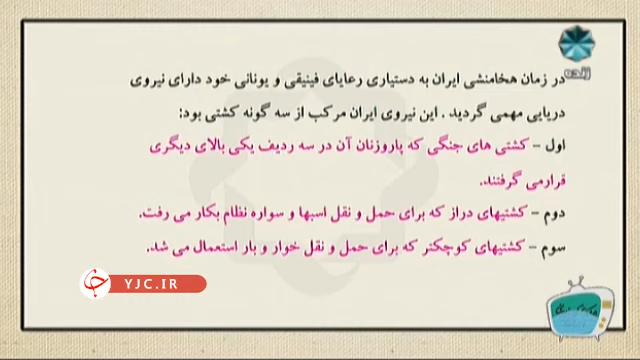 زنده
در زمان هخامنشی ایران به دستیاری رعایای فینیقی و یونانی خود دارای نیروی
دریایی مهمی گردید . این نیروی ایران مرکب از سه گونه کشتی بود:
اول – کشتی های جنگی که پاروزنان آن در سه ردیف یکی بالای دیگری
قرارمی گرفتند.
دوم – کشتیهای دراز که برای حمل و نقل اسبها و سواره نظام بکار می رفت.
سوم – کشتیهای کوچکتر که برای حمل و نقل خوار و بار استعمال می شد.
YJC.IR